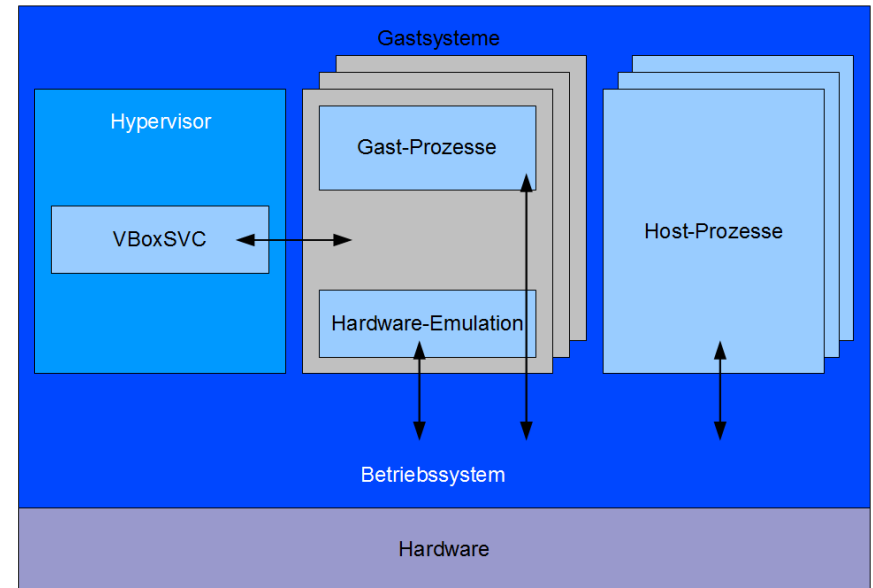 Gastsysteme
Hypervisor
Gast-Prozesse
VBoxSVC
Host-Prozesse
Hardware-Emulation
Betriebssystem
Hardware